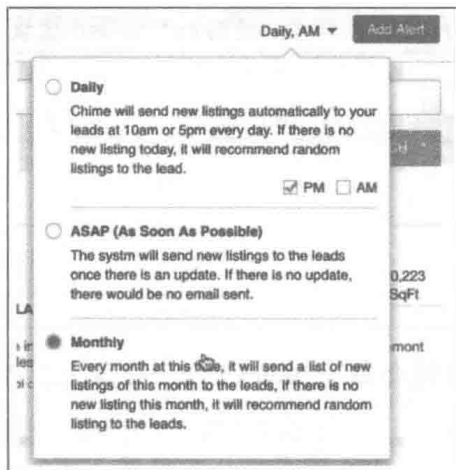 Daily, AM
Add Alert
Daily
Chime will send new listings automatically to your
leads at 10am or 5pm every day. If there is no
new listing today, it will recommend random
listings to the lead.
PM AM
ASAP (As Soon As Possible)
The systm will send new listings to the leads
once there is an update. If there is no update,
there would be no email sent.
0,223
SqFt
LA
Monthly
mont
Every month at this time, it will send a list of new
les
listings of this month to the leads, If there is no
new listing this month, it will recommend random
listing to the leads.